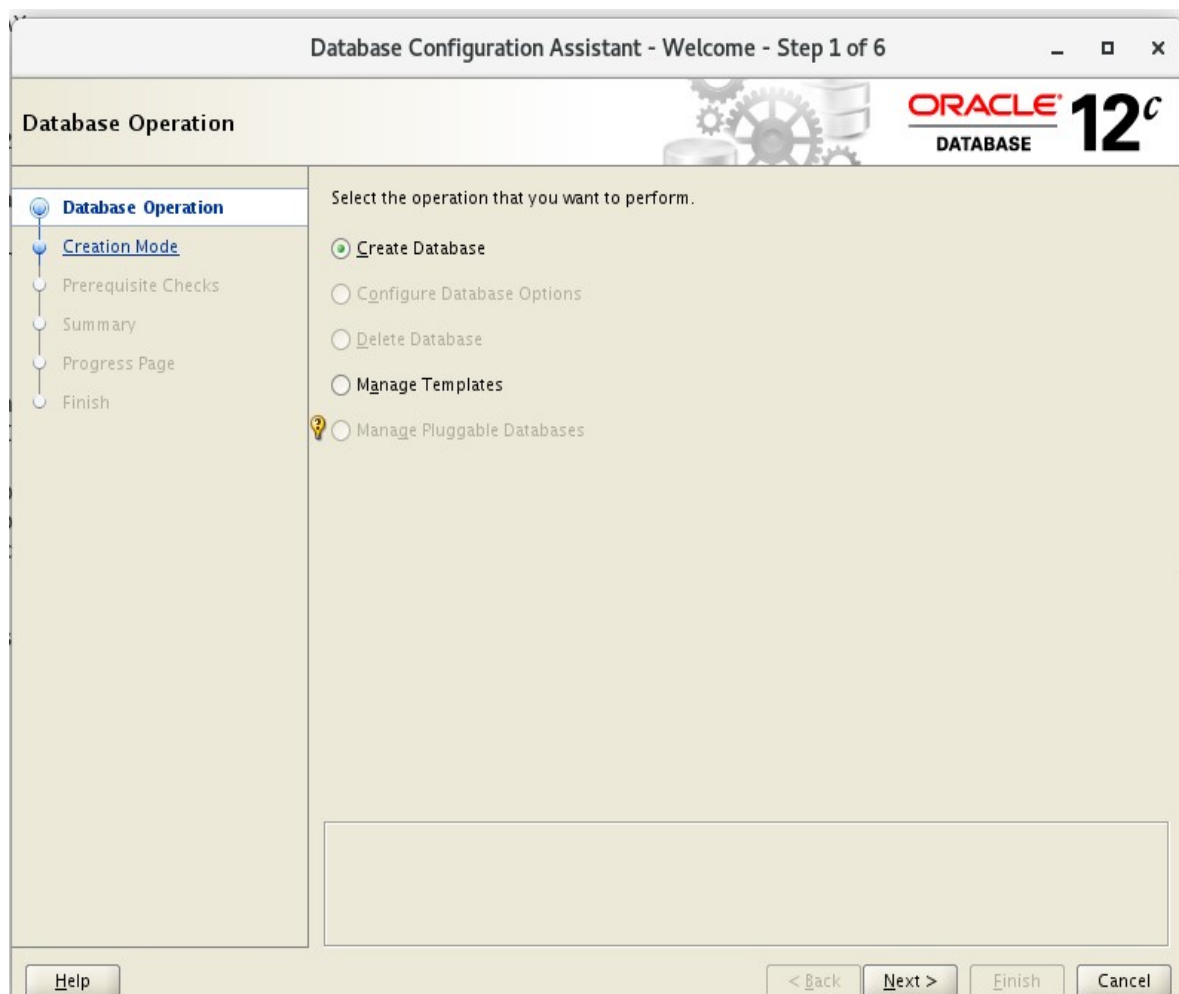 Database Configuration Assistant - Welcome - Step 1 of 6
Database Operation
ORACLE
DATABASE
12c
Database Operation
Creation Mode
Prerequisite Checks
Summary
Progress Page
Finish
Select the operation that you want to perform.
Create Database
Configure Database Options
Delete Database
Manage Templates
Manage Pluggable Databases
Help
< Back
Next >
Finish
Cancel